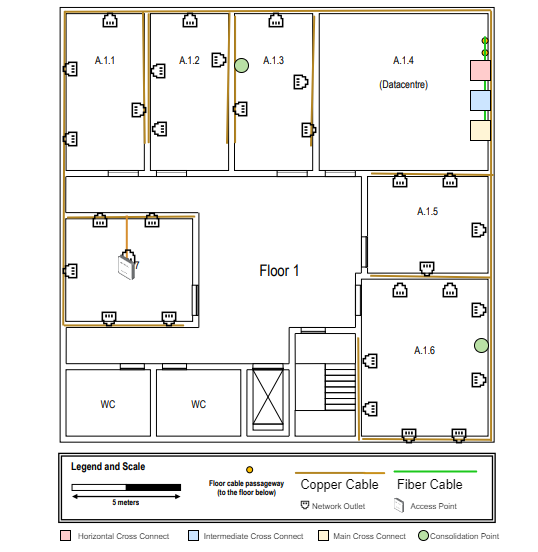 A.1.1
A.1.2
A.1.3
A.1.4
(Datacentre)
A.1.5
7
Floor 1
A.1.6
WC
WC
Legend and Scale
5 meters
Floor cable passageway
(to the floor below)
Copper Cable
Fiber Cable
Network Outlet
Access Point
Horizontal Cross Connect
Intermediate Cross Connect
Main Cross Connect
Consolidation Point